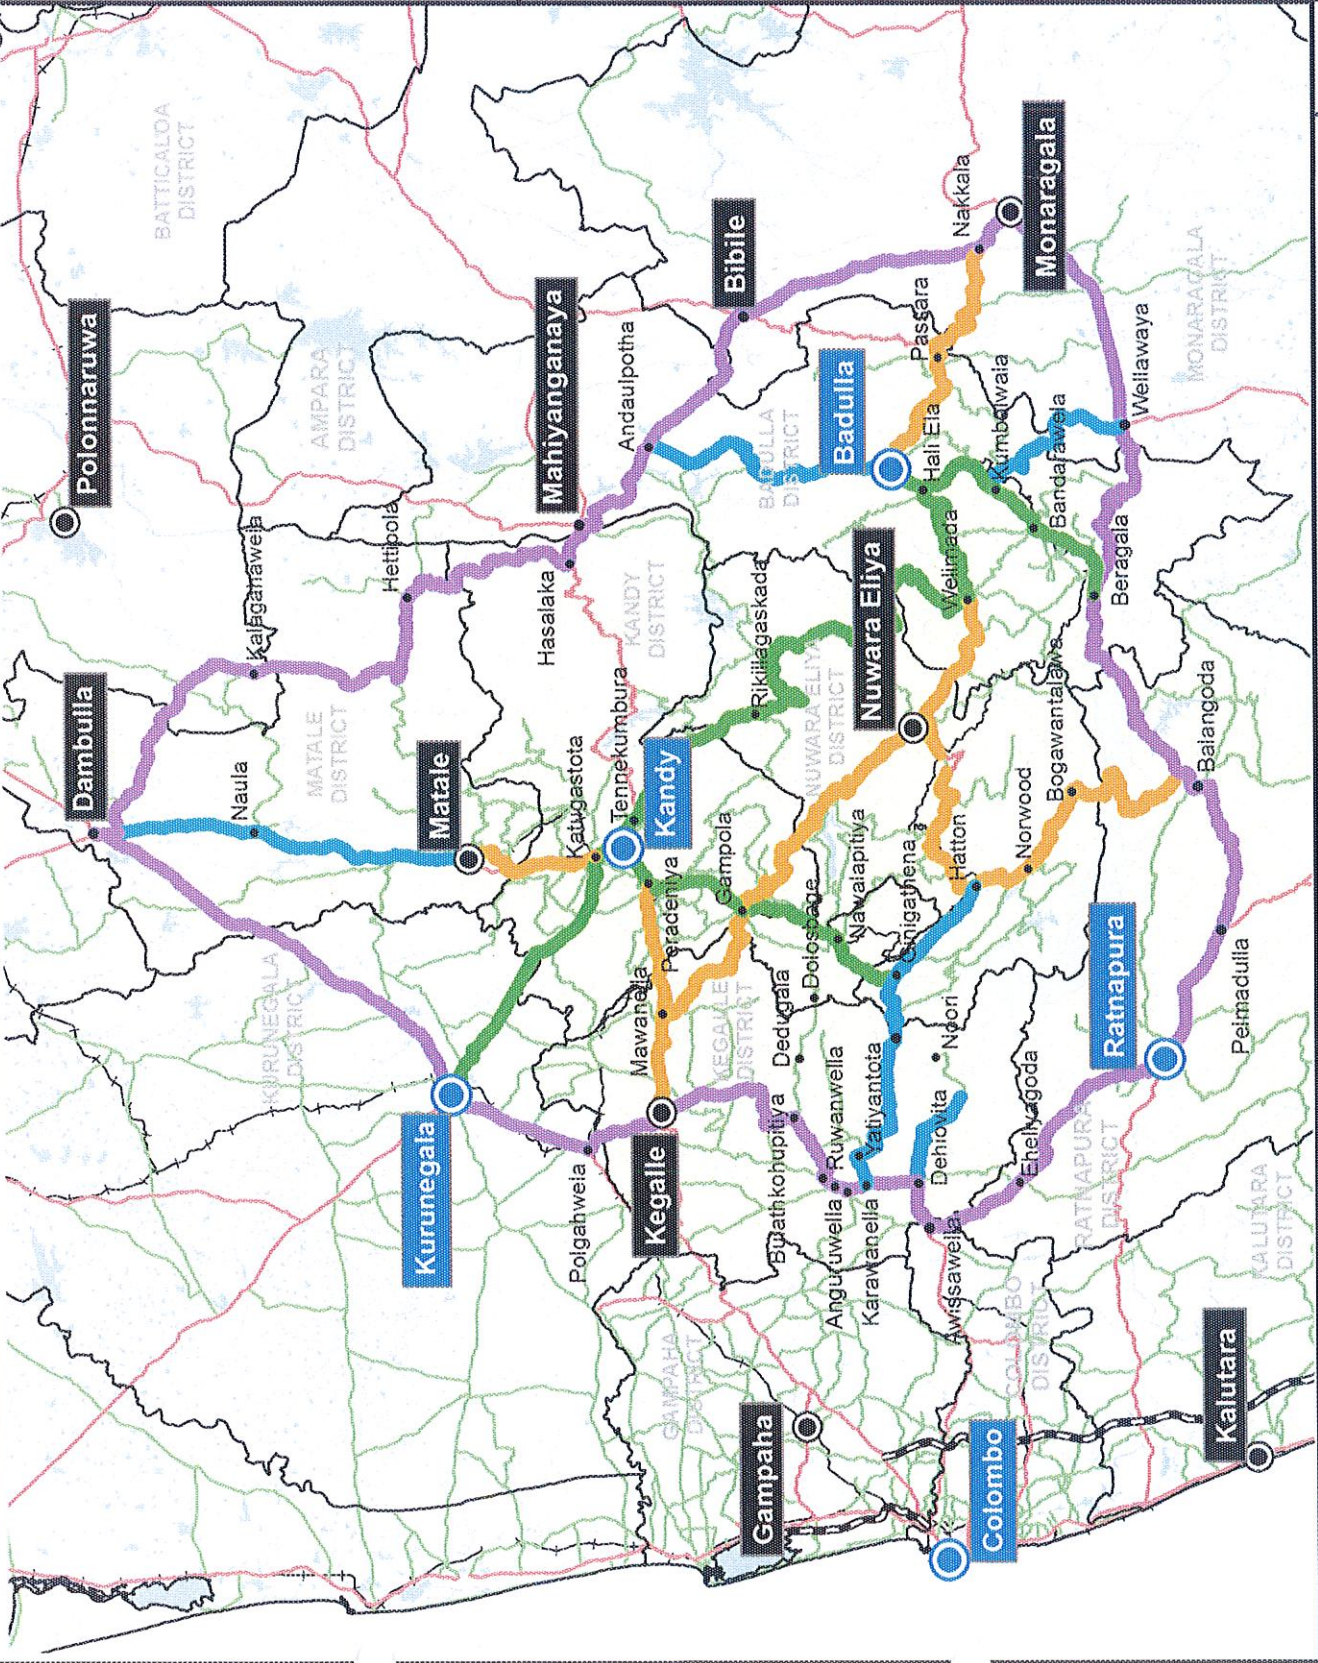 BATTICALOA
DISTRICT
Polonnaruwa
AMPARA
DISTRICT
Dambulla
Kalaganawela
Naula
Hettipola
MATALE
DISTRICT
KURUNEGALA
DISTRICT
Matale
Kurunegala
Mahiyanganaya
Hasalaka
Andaulpotha
Bibile
KANDY
DISTRICT
Katugastota
Tennekumbura
Kandy
Polgahwela
Kegalle
Mawanella
Peradeniya
Gampola
KEGALLE
DISTRICT
GAMPAHA
DISTRICT
Rikillagaskada
NUWARA ELIYA
DISTRICT
BADULLA
DISTRICT
Badulla
Nuwara Eliya
Passara
Nakkala
Monaragala
Hali Ela
Welimada
Kumbalwala
Bandarawela
Wellawaya
MONARAGALA
DISTRICT
Beragala
Bogawantalawa
Norwood
Hatton
Nawalapitiya
Ginigathena
Bolosbage
Dedugala
Noori
Bulathkohupitiya
Ruwanwella
Yatiyantota
Anguruwella
Karawanella
Dehiovita
Awissawella
Eheliyagoda
Ratnapura
Balangoda
Pelmadulla
RATNAPURA
DISTRICT
COLOMBO
DISTRICT
KALUTARA
DISTRICT
Gampaha
Colombo
Kalutara